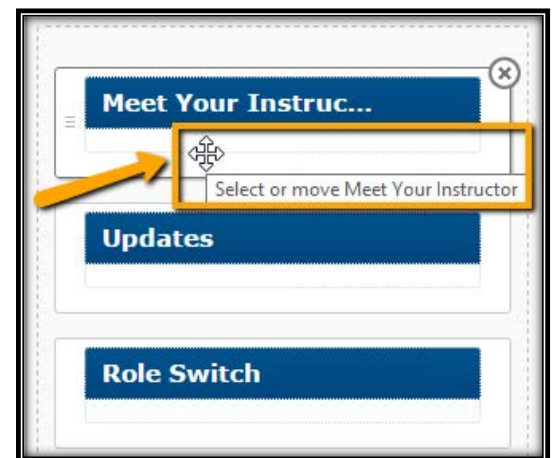 Meet Your Instruc...
Select or move Meet Your Instructor
Updates
Role Switch